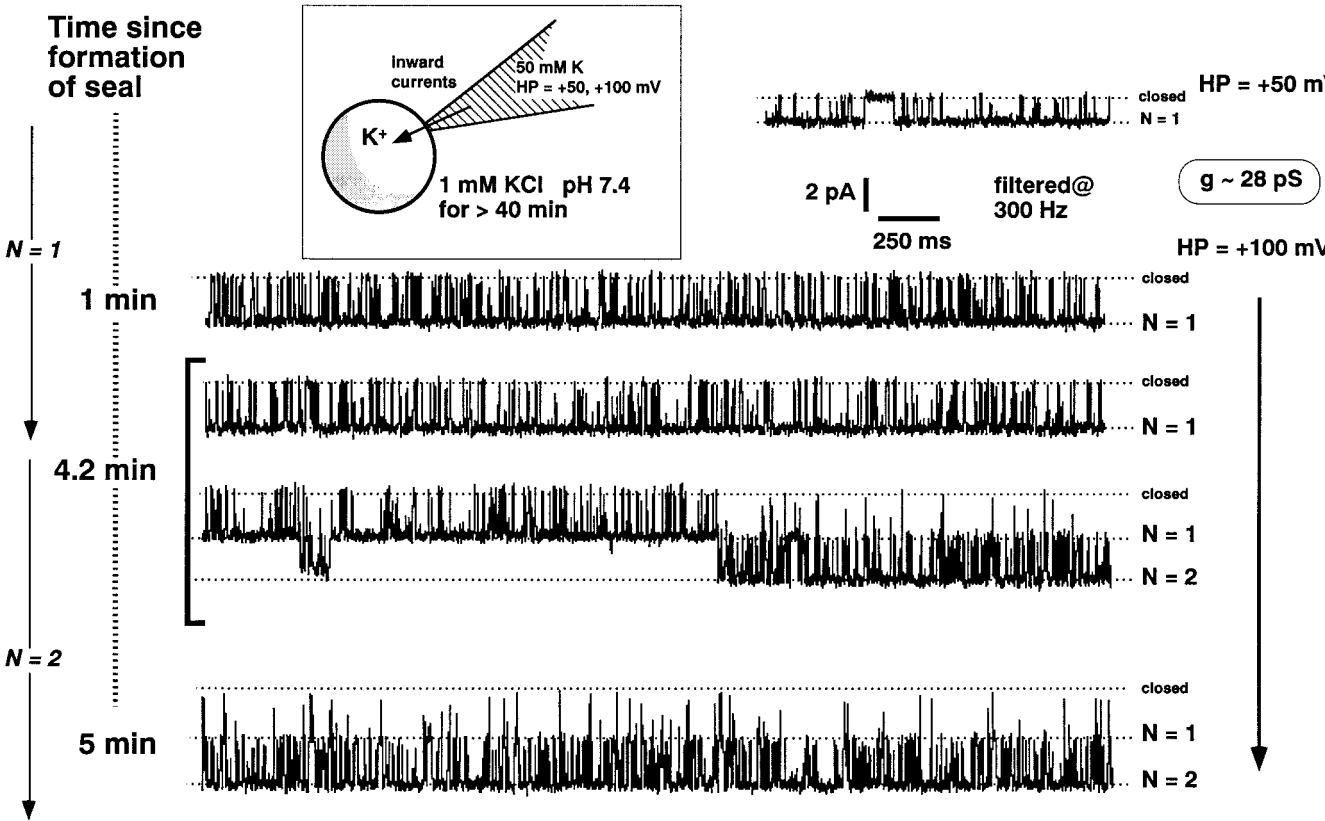 Time since
formation
of seal
inward
currents
50 mM K
HP = +50, +100 mV
K+
1 mM KCl pH 7.4
for > 40 min
closed
HP = +50 mV
N = 1
2 pA
250 ms
filtered@
300 Hz
g ~ 28 pS
HP = +100 mV
N = 1
1 min
closed
N = 1
4.2 min
closed
N = 1
closed
N = 1
N = 2
N = 2
5 min
closed
N = 1
N = 2